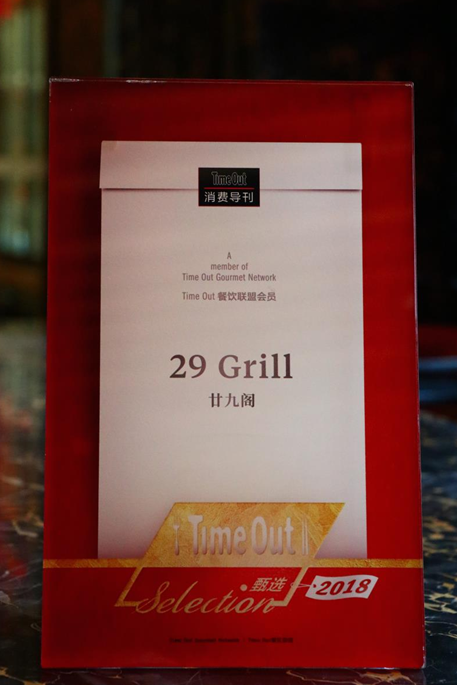 Time Out
消费导刊
A
member of
Time Out Gourmet Network
Time Out 餐饮联盟会员
29 Grill
廿九阁
Time Out
Selection 甄选 2018